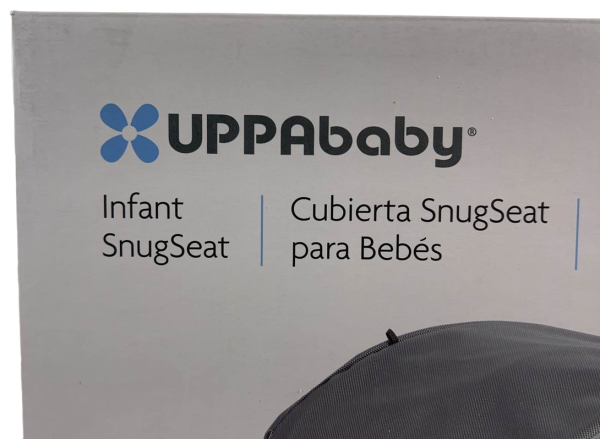 UPPAbaby®
Infant
SnugSeat
Cubierta SnugSeat
para Bebés